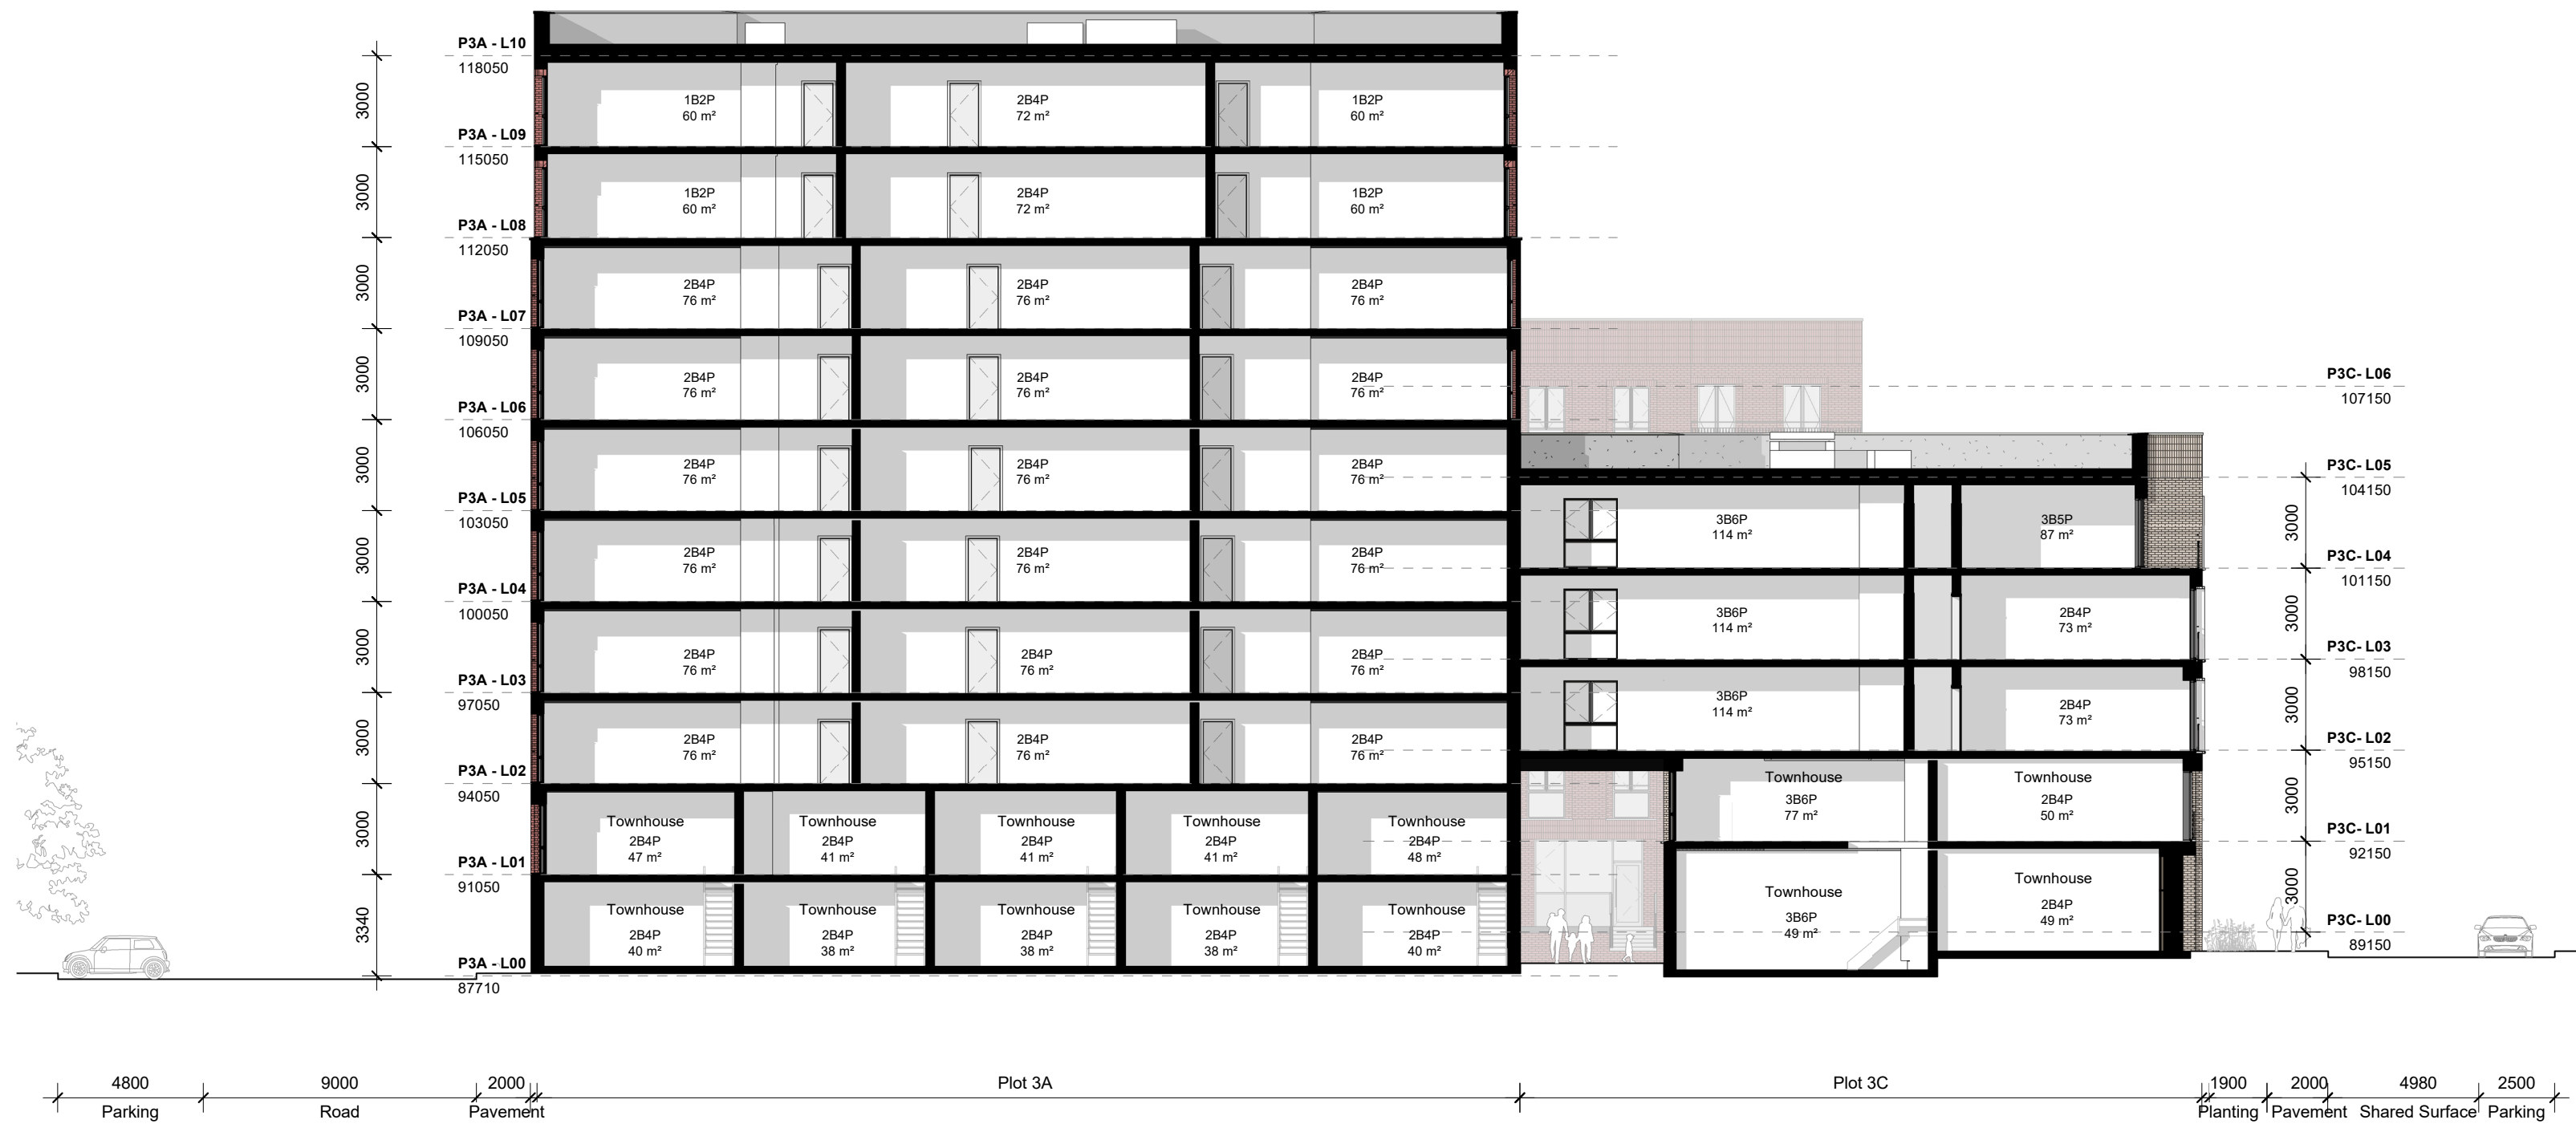 P3A - L10
118050
3000
1B2P
60 m²
2B4P
72 m²
1B2P
60 m²
P3A - L09
115050
3000
1B2P
60 m²
2B4P
72 m²
1B2P
60 m²
P3A - L08
112050
3000
2B4P
76 m²
2B4P
76 m²
2B4P
76 m²
P3A - L07
109050
3000
2B4P
76 m²
2B4P
76 m²
2B4P
76 m²
P3A - L06
106050
3000
2B4P
76 m²
2B4P
76 m²
2B4P
76 m²
P3A - L05
103050
3000
2B4P
76 m²
2B4P
76 m²
2B4P
76 m²
P3A - L04
100050
3000
2B4P
76 m²
2B4P
76 m²
2B4P
76 m²
P3A - L03
97050
3000
2B4P
76 m²
2B4P
76 m²
2B4P
76 m²
P3A - L02
94050
3000
Townhouse
2B4P
47 m²
Townhouse
2B4P
41 m²
Townhouse
2B4P
41 m²
Townhouse
2B4P
41 m²
Townhouse
2B4P
48 m²
P3A - L01
91050
3340
Townhouse
2B4P
40 m²
Townhouse
2B4P
38 m²
Townhouse
2B4P
38 m²
Townhouse
2B4P
38 m²
Townhouse
2B4P
40 m²
P3A - L00
87710
P3C- L06
107150
P3C- L05
104150
3B6P
114 m²
3B5P
87 m²
3000
P3C- L04
101150
3B6P
114 m²
2B4P
73 m²
3000
P3C- L03
98150
3B6P
114 m²
2B4P
73 m²
3000
P3C- L02
95150
Townhouse
3B6P
77 m²
Townhouse
2B4P
50 m²
3000
P3C- L01
92150
Townhouse
3B6P
49 m²
Townhouse
2B4P
49 m²
3000
P3C- L00
89150
4800
Parking
9000
Road
2000
Pavement
Plot 3A
Plot 3C
1900
Planting
2000
Pavement
4980
Shared Surface
2500
Parking